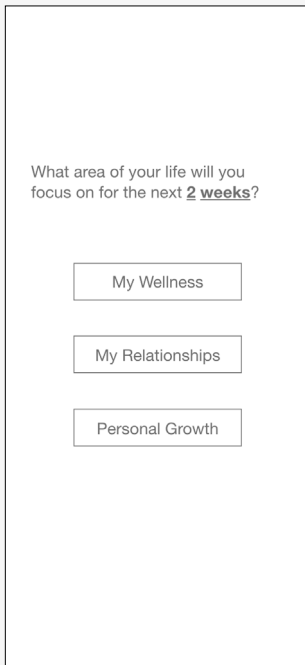 What area of your life will you
focus on for the next 2 weeks?
My Wellness
My Relationships
Personal Growth